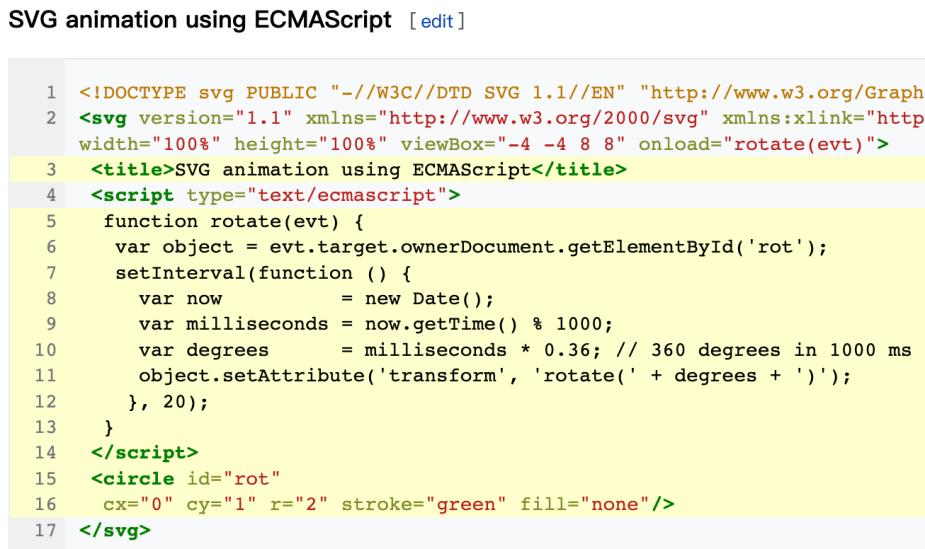 SVG animation using ECMAScript [edit]
1 <!DOCTYPE svg PUBLIC "-//W3C//DTD SVG 1.1//EN" "http://www.w3.org/Graph
2 <svg version="1.1" xmlns="http://www.w3.org/2000/svg" xmlns:xlink="http
width="100%" height="100%" viewBox="-4 -4 8 8" onload="rotate(evt)">
3 <title>SVG animation using ECMAScript</title>
4 <script type="text/ecmascript">
5 function rotate(evt) {
6 var object = evt.target.ownerDocument.getElementById('rot');
7 setInterval(function () {
8 var now = new Date();
9 var milliseconds = now.getTime() % 1000;
10 var degrees = milliseconds * 0.36; // 360 degrees in 1000 ms
11 object.setAttribute('transform', 'rotate(' + degrees + ')');
12 }, 20);
13 }
14 </script>
15 <circle id="rot"
16 cx="0" cy="1" r="2" stroke="green" fill="none"/>
17 </svg>